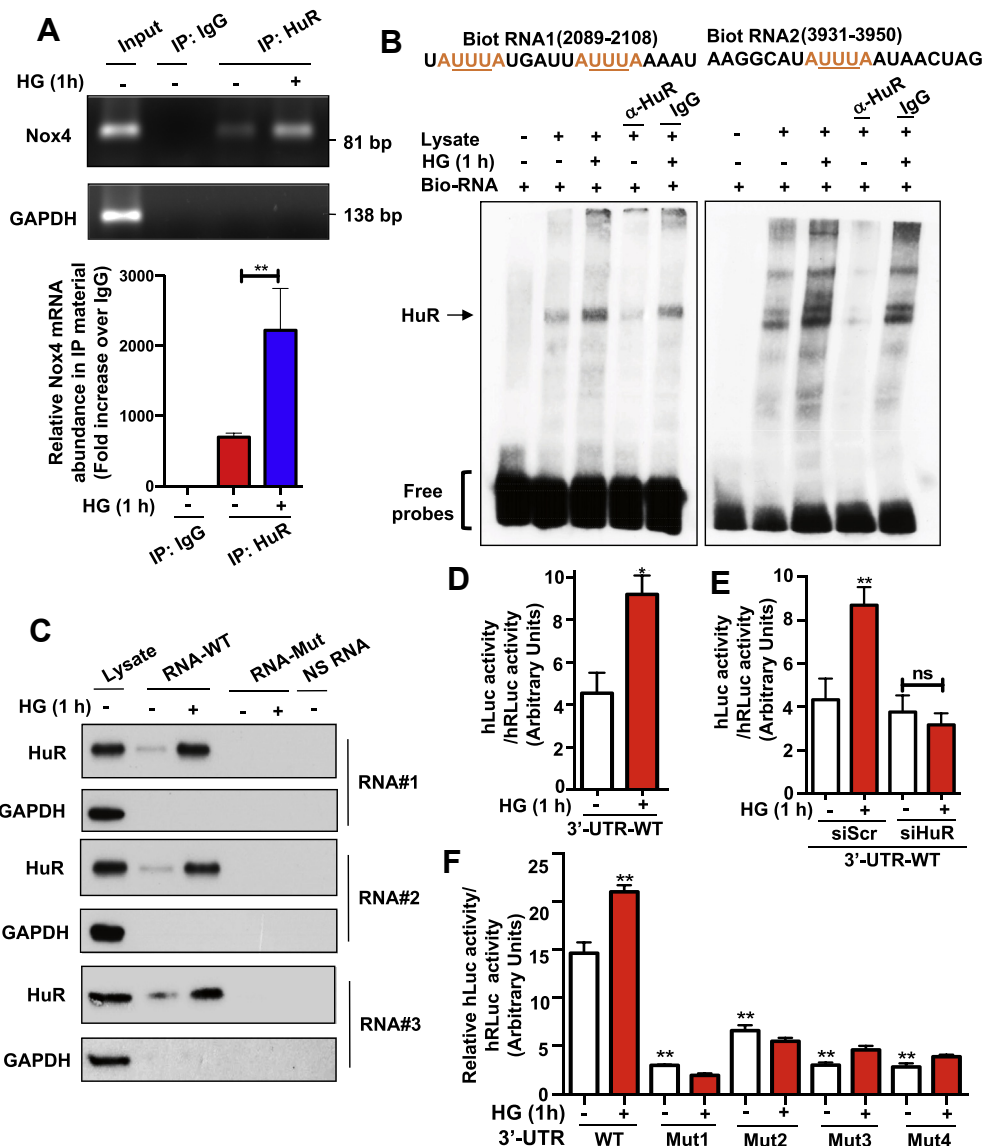 A
Input
IP: IgG
IP: HuR
HG (1h)
-
-
-
+
Nox4
81 bp
GAPDH
138 bp
Relative Nox4 mRNA
abundance in IP material
(Fold increase over IgG)
3000
2000
1000
0
**
HG (1 h)
-
-
+
IP: IgG
IP: HuR
B
Biot RNA1(2089-2108)
UAUUUAUGAUUAUUUAAAAU
Biot RNA2(3931-3950)
AAGGCAUAUUUAAUAACUAG
α-HuR
IgG
α-HuR
IgG
Lysate - + + + + - + + + +
HG (1 h) - - + - + - - + - +
Bio-RNA + + + + + + + + + +
HuR
Free
probes
C
Lysate
RNA-WT
RNA-Mut
NS RNA
HG (1 h) - - + - + -
HuR
GAPDH
RNA#1
HuR
GAPDH
RNA#2
HuR
GAPDH
RNA#3
D
hLuc activity
/hRLuc activity
(Arbitrary Units)
10
8
6
4
2
0
*
HG (1 h) - +
3'-UTR-WT
E
hLuc activity
/hRLuc activity
(Arbitrary Units)
10
8
6
4
2
0
**
ns
HG (1 h) - + - +
siScr
siHuR
3'-UTR-WT
F
Relative hLuc activity/
hRLuc activity
(Arbitrary Units)
25
20
15
10
5
0
**
**
**
**
**
HG (1h) - + - + - + - + - +
3'-UTR WT Mut1 Mut2 Mut3 Mut4